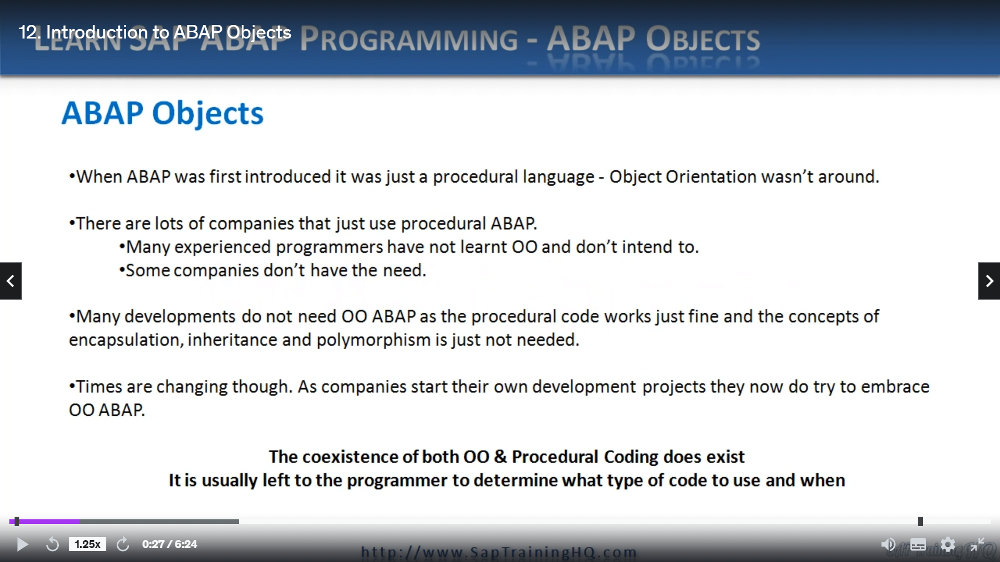 12. Introduction to ABAP Objects
LEARN SAP ABAP PROGRAMMING - ABAP OBJECTS
ABAP Objects
•When ABAP was first introduced it was just a procedural language - Object Orientation wasn't around.
•There are lots of companies that just use procedural ABAP.
•Many experienced programmers have not learnt OO and don't intend to.
•Some companies don't have the need.
•Many developments do not need OO ABAP as the procedural code works just fine and the concepts of
encapsulation, inheritance and polymorphism is just not needed.
•Times are changing though. As companies start their own development projects they now do try to embrace
OO ABAP.
The coexistence of both OO & Procedural Coding does exist
It is usually left to the programmer to determine what type of code to use and when
1.25x
0:27 / 6:24
http://www.SapTrainingHQ.com